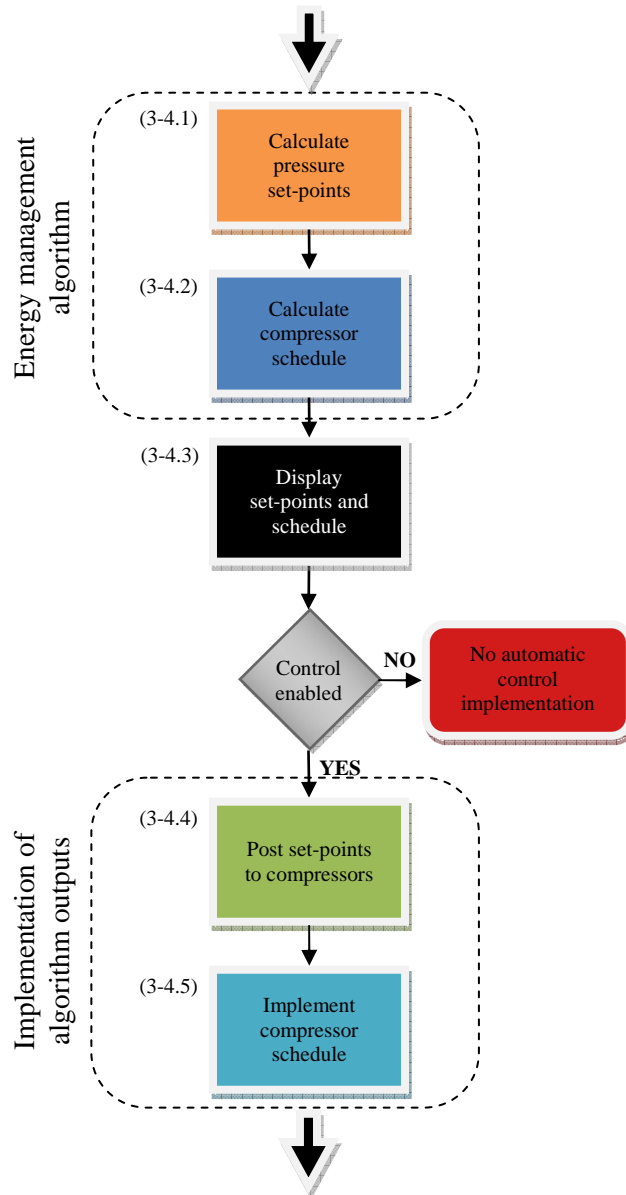 Energy management
algorithm
(3-4.1)
Calculate
pressure
set-points
(3-4.2)
Calculate
compressor
schedule
(3-4.3)
Display
set-points and
schedule
Control
enabled
NO
No automatic
control
implementation
YES
Implementation of
algorithm outputs
(3-4.4)
Post set-points
to compressors
(3-4.5)
Implement
compressor
schedule